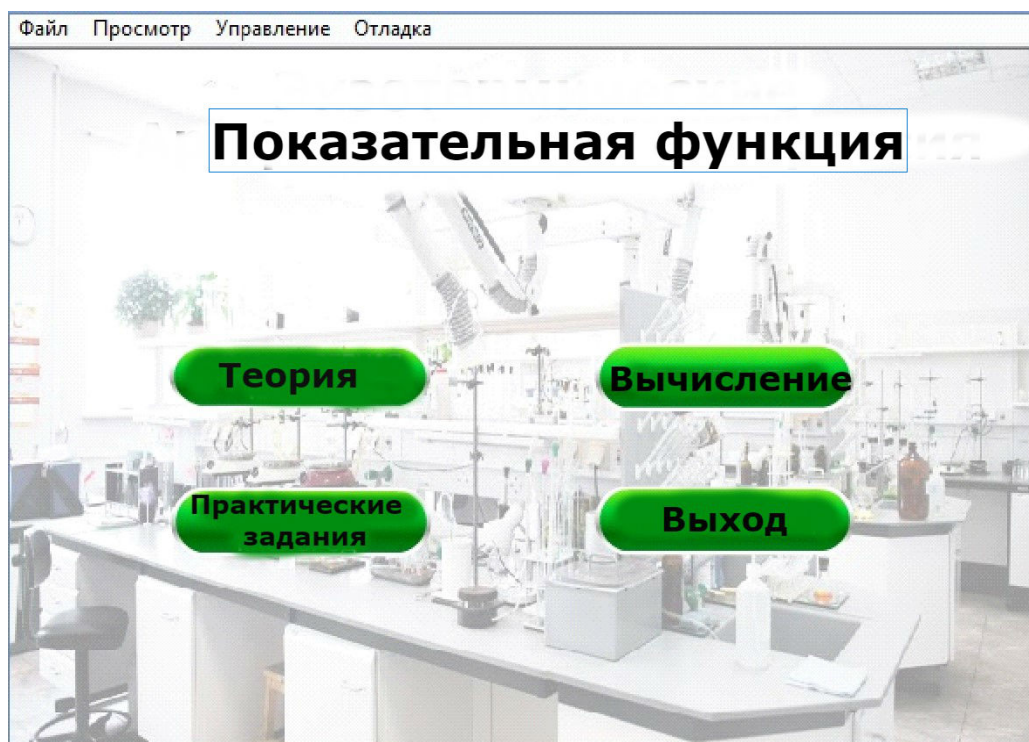 Файл Просмотр Управление Отладка
Показательная функция
Теория
Вычисление
Практические
задания
Выход